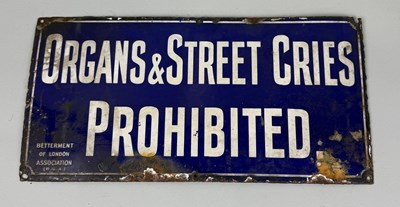 ORGANS & STREET CRIES
PROHIBITED
BETTERMENT
OF LONDON
ASSOCIATION